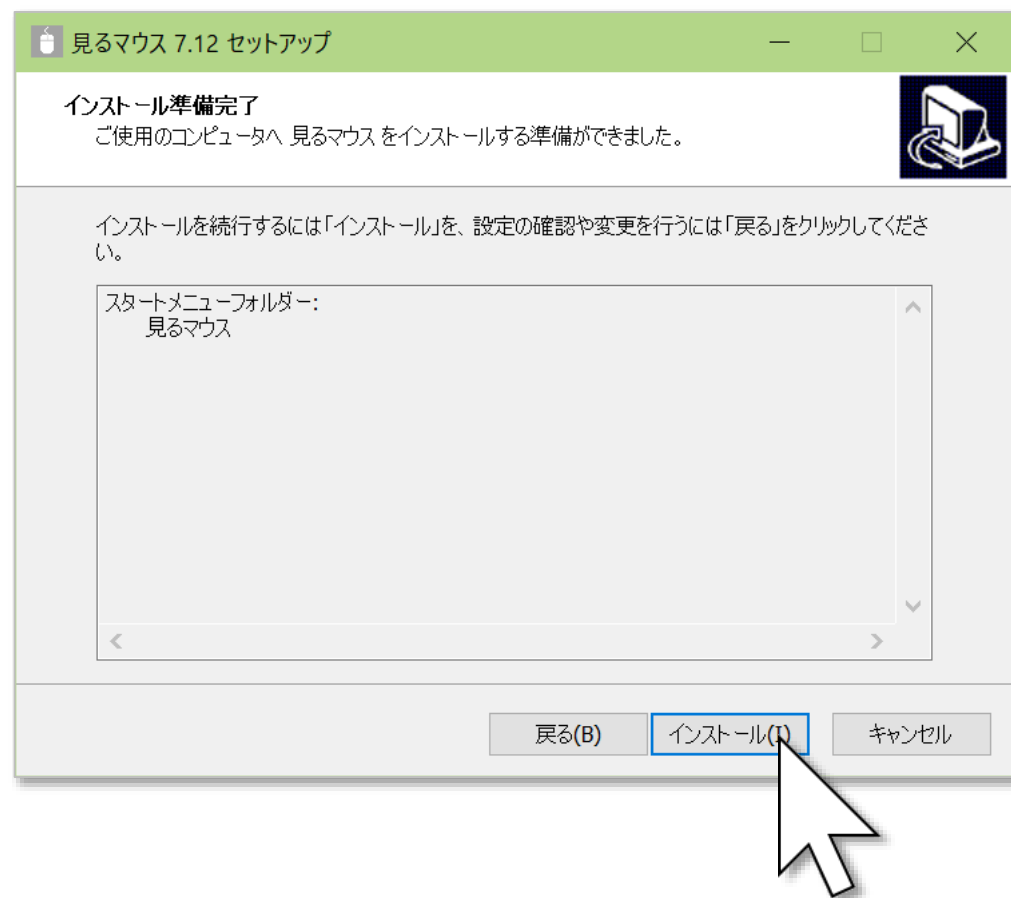 見るマウス 7.12 セットアップ
インストール準備完了
ご使用のコンピュータへ 見るマウス をインストールする準備ができました。
インストールを続行するには「インストール」を、設定の確認や変更を行うには「戻る」をクリックしてくださ
い。
スタートメニューフォルダー:
見るマウス
戻る(B) インストール(I) キャンセル